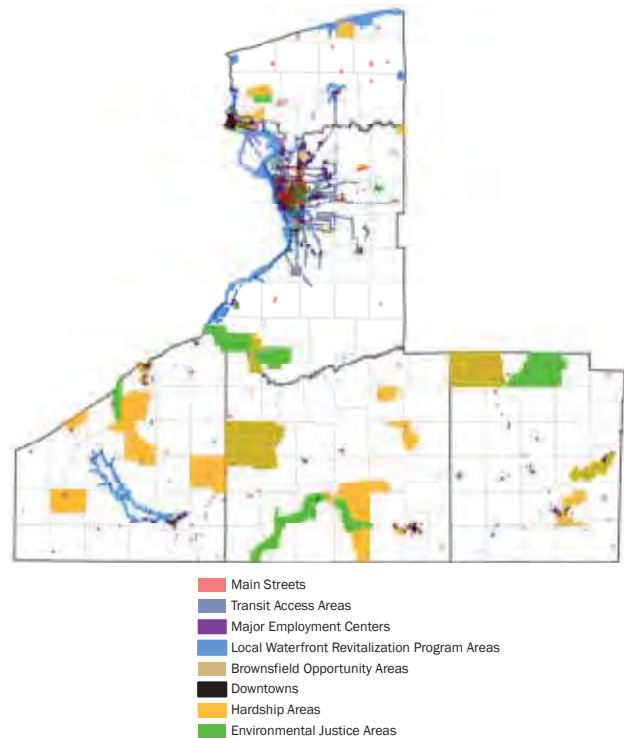 Main Streets
Transit Access Areas
Major Employment Centers
Local Waterfront Revitalization Program Areas
Brownsfield Opportunity Areas
Downtowns
Hardship Areas
Environmental Justice Areas